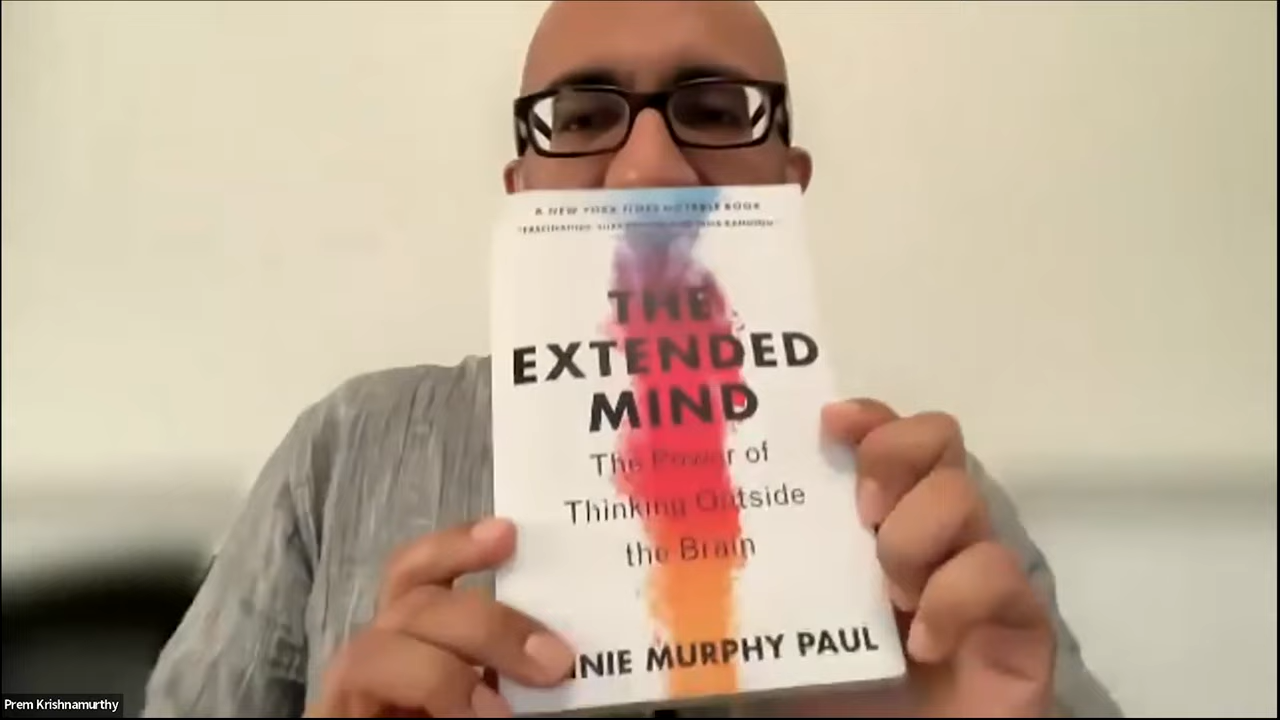 A NEW YORK TIMES NOTABLE BOOK
THE
EXTENDED
MIND
The Power of
Thinking Outside
the Brain
NIE MURPHY PAUL
Prem Krishnamurthy